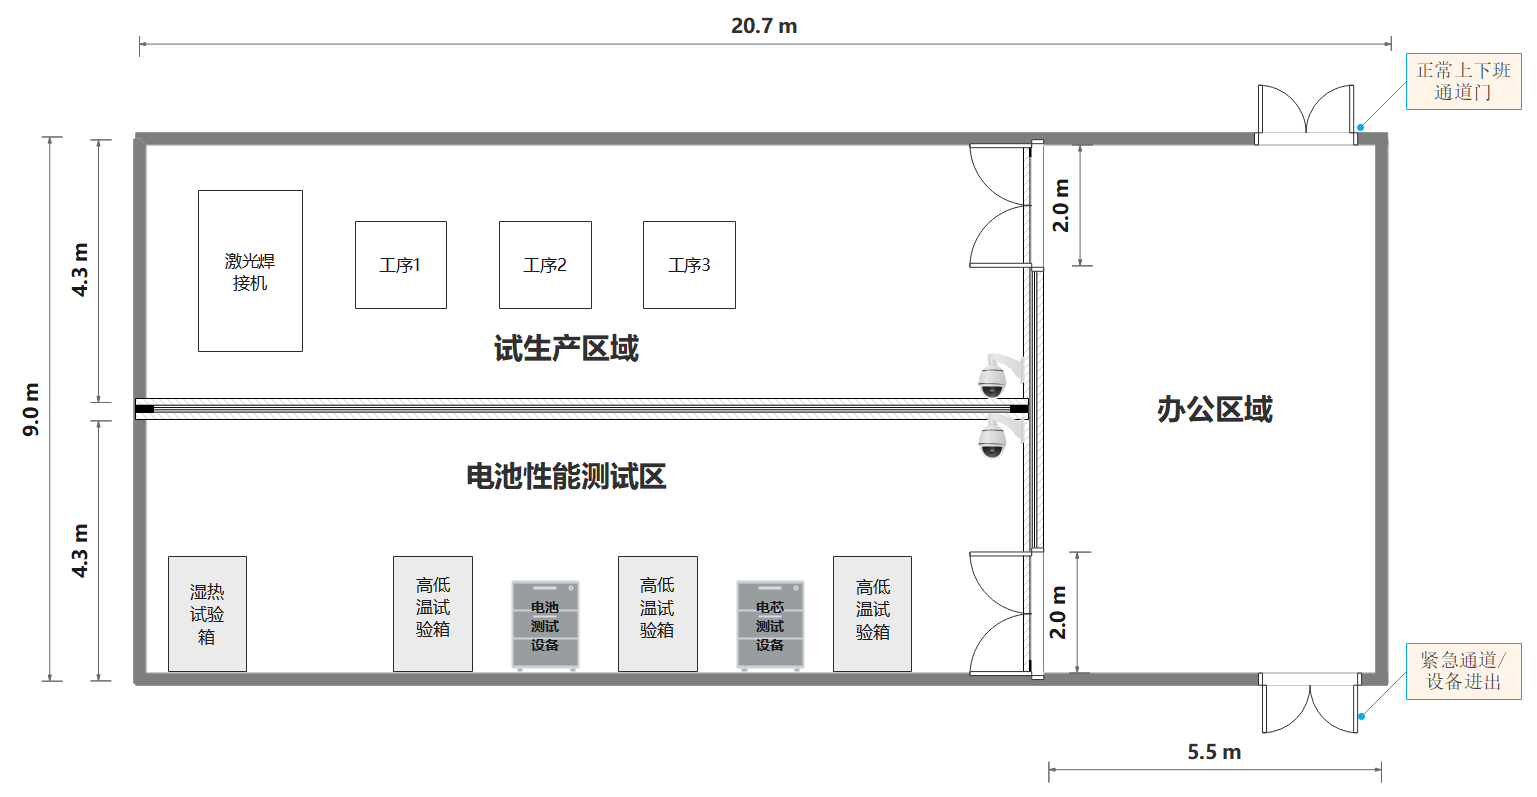 20.7 m
正常上下班
通道门
2.0 m
4.3 m
激光焊
接机
工序1
工序2
工序3
试生产区域
9.0 m
办公区域
电池性能测试区
4.3 m
湿热
试验
箱
高低
温试
验箱
电池
测试
设备
高低
温试
验箱
电芯
测试
设备
高低
温试
验箱
2.0 m
紧急通道/
设备进出
5.5 m